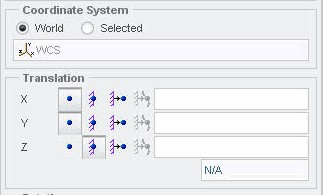 Coordinate System
World Selected
WCS
Translation
X
Y
Z
N/A